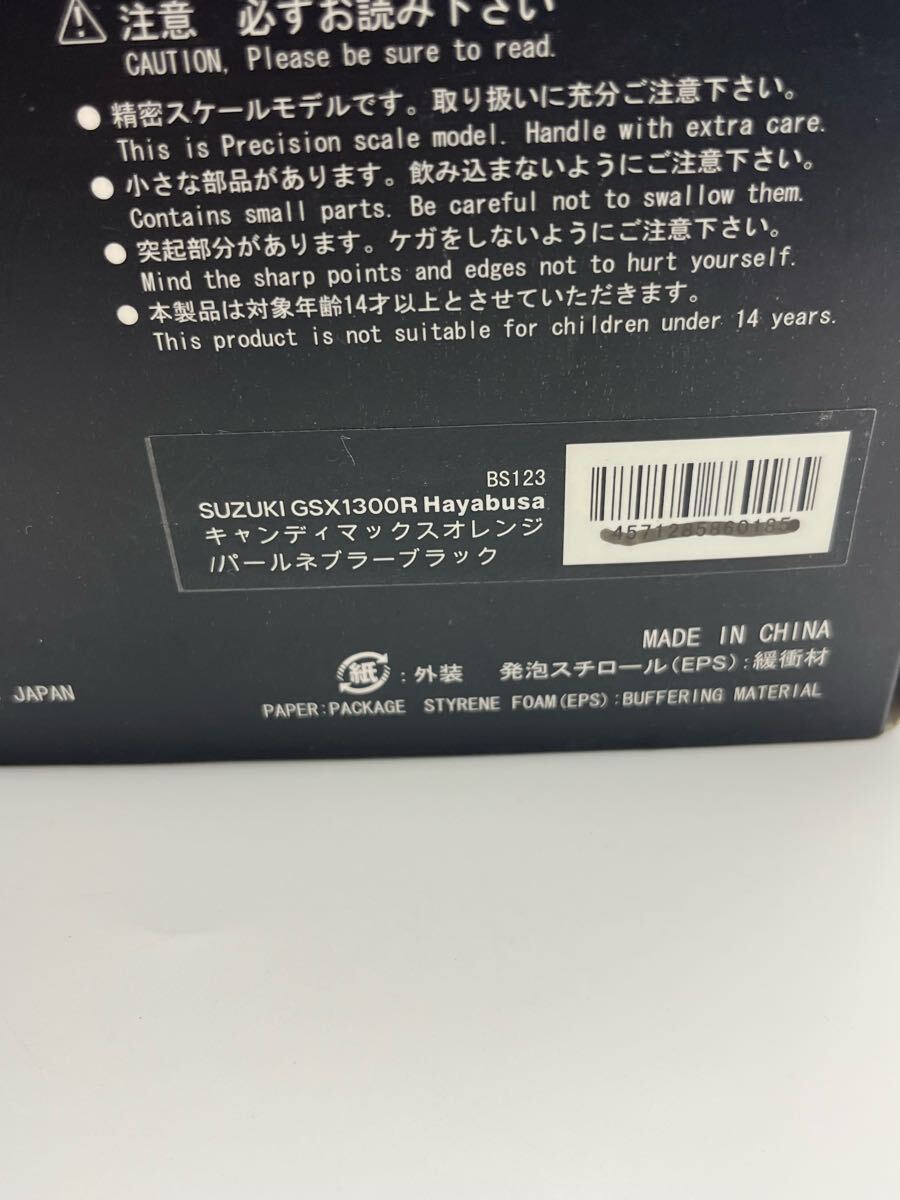 注意 必ずお読み下さい
CAUTION, Please be sure to read.
● 精密スケールモデルです。取り扱いに充分ご注意下さい。
This is Precision scale model. Handle with extra care.
● 小さな部品があります。飲み込まないようにご注意下さい。
Contains small parts. Be careful not to swallow them.
● 突起部分があります。ケガをしないようにご注意下さい。
Mind the sharp points and edges not to hurt yourself.
● 本製品は対象年齢14才以上とさせていただきます。
This product is not suitable for children under 14 years.
BS123
SUZUKI GSX1300R Hayabusa
キャンディマックスオレンジ
/パールネブラーブラック
4571285860185
MADE IN CHINA
紙:外装 発泡スチロール(EPS):緩衝材
JAPAN
PAPER:PACKAGE STYRENE FOAM(EPS):BUFFERING MATERIAL